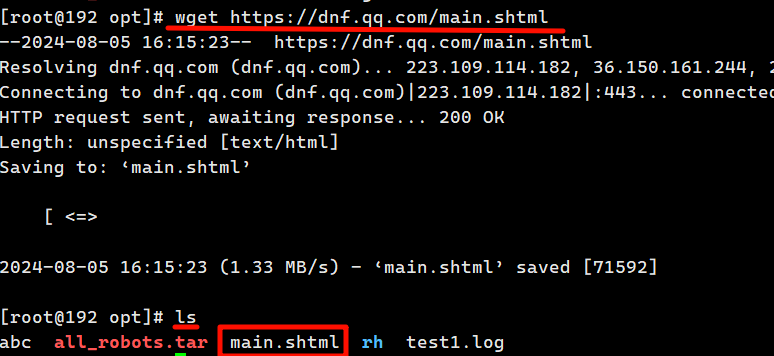 [root@192 opt]# wget https://dnf.qq.com/main.shtml
--2024-08-05 16:15:23--  https://dnf.qq.com/main.shtml
Resolving dnf.qq.com (dnf.qq.com)... 223.109.114.182, 36.150.161.244, 2
Connecting to dnf.qq.com (dnf.qq.com)|223.109.114.182|:443... connected
HTTP request sent, awaiting response... 200 OK
Length: unspecified [text/html]
Saving to: ‘main.shtml’
[ <=>
2024-08-05 16:15:23 (1.33 MB/s) - ‘main.shtml’ saved [71592]
[root@192 opt]# ls
abc  all_robots.tar  main.shtml  rh  test1.log